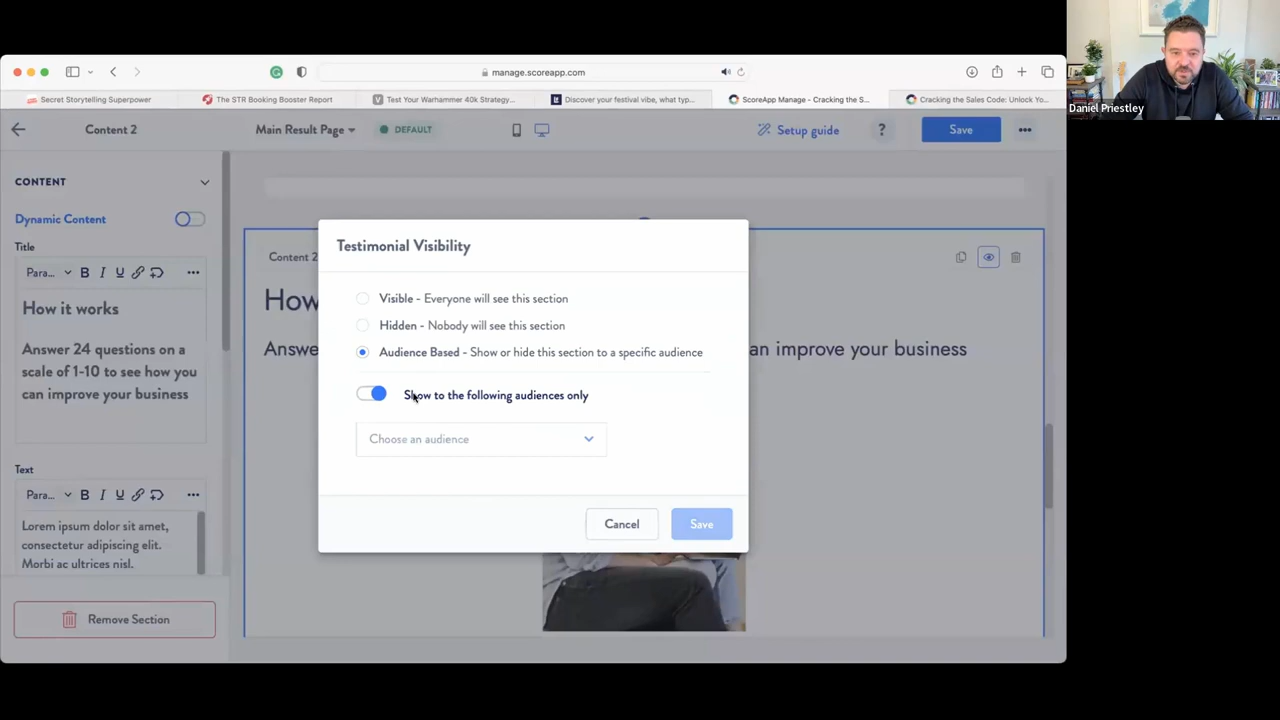 manage.scoreapp.com
Daniel Priestley
Secret Storytelling Superpower
The STR Booking Booster Report
Test Your Warhammer 40k Strategy...
Discover your festival vibe, what typ...
ScoreApp Manage - Cracking the S...
Cracking the Sales Code: Unlock Yo...
Content 2
Main Result Page
DEFAULT
Setup guide
?
Save
CONTENT
Dynamic Content
Title
Para...
B I U
How it works
Answer 24 questions on a
scale of 1-10 to see how you
can improve your business
Text
Para...
B I U
Lorem ipsum dolor sit amet,
consectetur adipiscing elit.
Morbi ac ultrices nisl.
Remove Section
Content 2
How
Answe
an improve your business
Testimonial Visibility
Visible - Everyone will see this section
Hidden - Nobody will see this section
Audience Based - Show or hide this section to a specific audience
Show to the following audiences only
Choose an audience
Cancel
Save